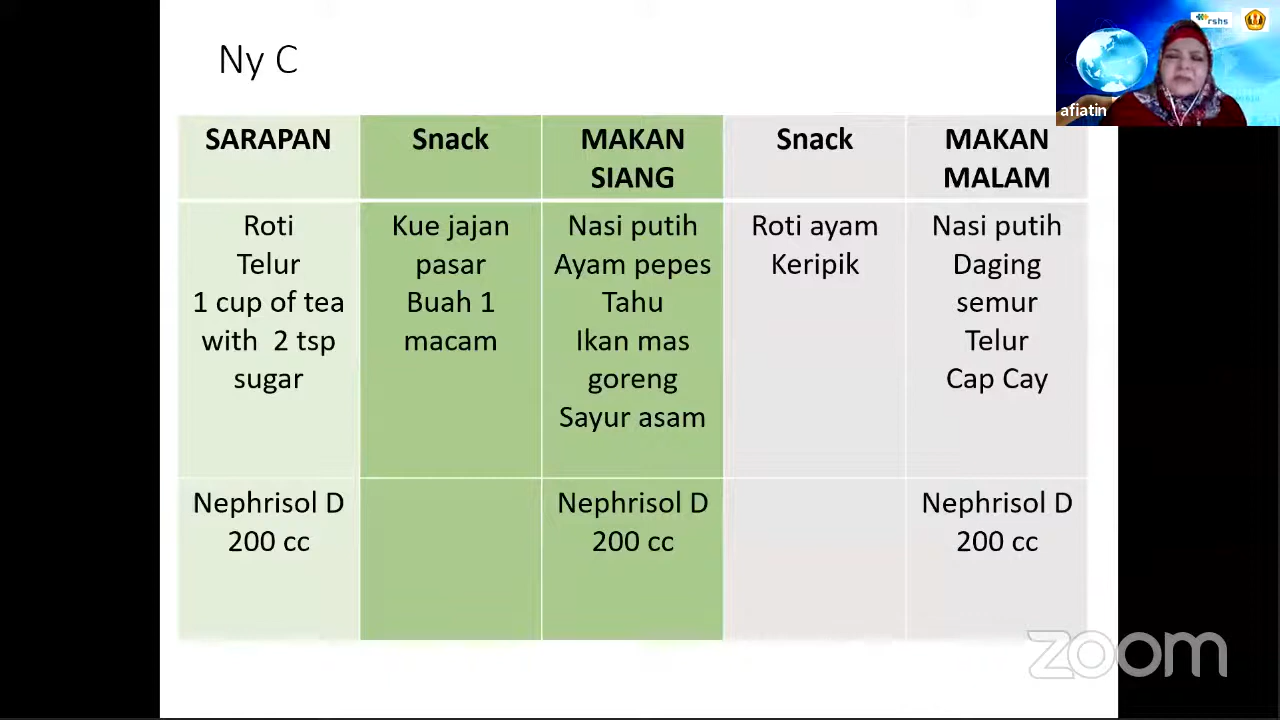 Ny C
rshs
afiatin
SARAPAN
Snack
MAKAN
SIANG
Snack
MAKAN
MALAM
Roti
Telur
1 cup of tea
with 2 tsp
sugar
Kue jajan
pasar
Buah 1
macam
Nasi putih
Ayam pepes
Tahu
Ikan mas
goreng
Sayur asam
Roti ayam
Keripik
Nasi putih
Daging
semur
Telur
Cap Cay
Nephrisol D
200 cc
Nephrisol D
200 cc
Nephrisol D
200 cc
zoom